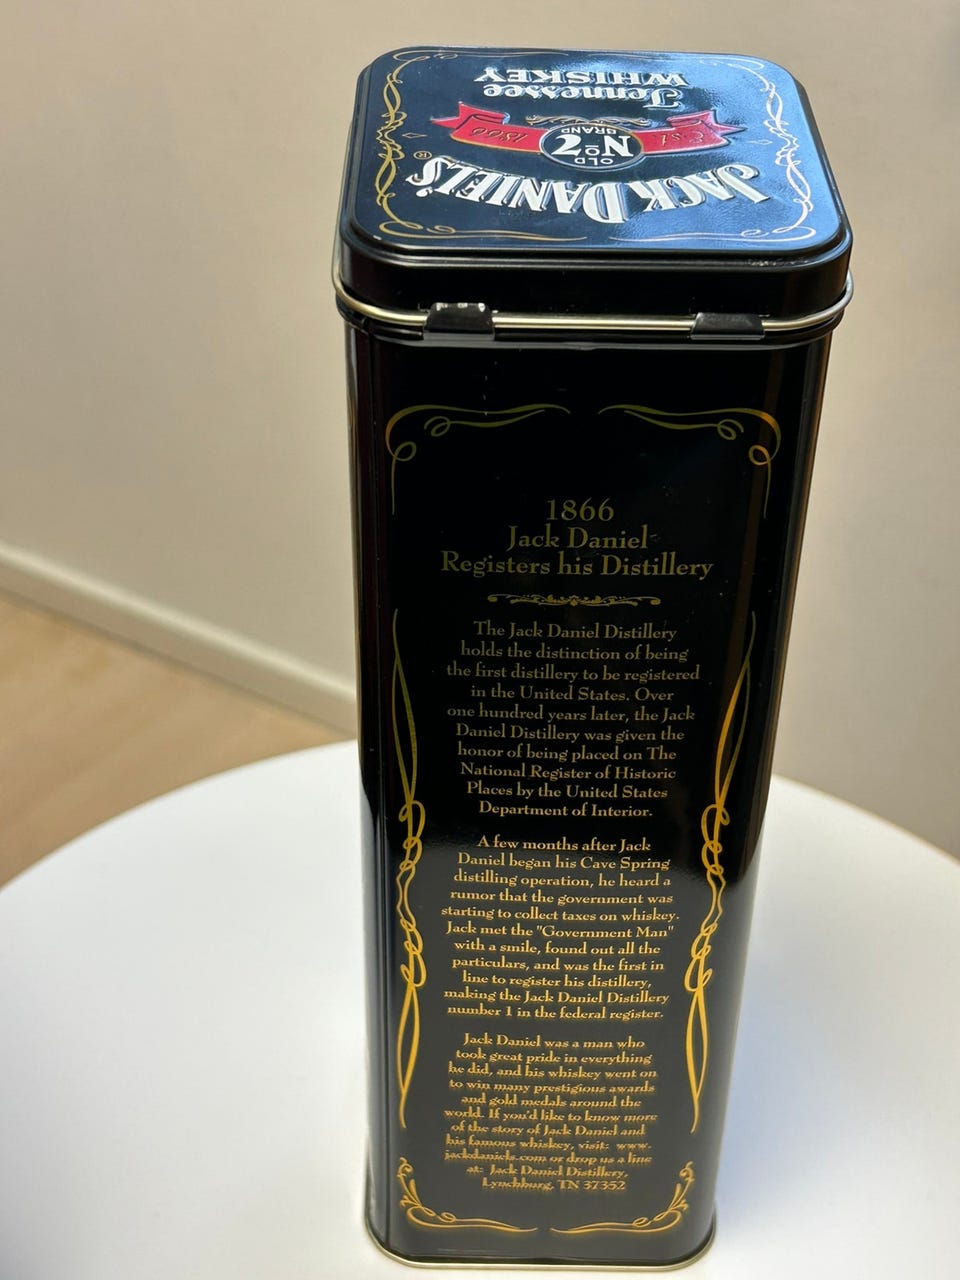 JACK DANIEL'S®
Est. 1866
OLD
No 7
BRAND
Tennessee
WHISKEY
1866
Jack Daniel
Registers his Distillery
The Jack Daniel Distillery
holds the distinction of being
the first distillery to be registered
in the United States. Over
one hundred years later, the Jack
Daniel Distillery was given the
honor of being placed on The
National Register of Historic
Places by the United States
Department of Interior.
A few months after Jack
Daniel began his Cave Spring
distilling operation, he heard a
rumor that the government was
starting to collect taxes on whiskey.
Jack met the "Government Man"
with a smile, found out all the
particulars, and was the first in
line to register his distillery,
making the Jack Daniel Distillery
number 1 in the federal register.
Jack Daniel was a man who
took great pride in everything
he did, and his whiskey went on
to win many prestigious awards
and gold medals around the
world. If you'd like to know more
of the story of Jack Daniel and
his famous whiskey, visit: www.
jackdaniels.com or drop us a line
at: Jack Daniel Distillery,
Lynchburg, TN 37352